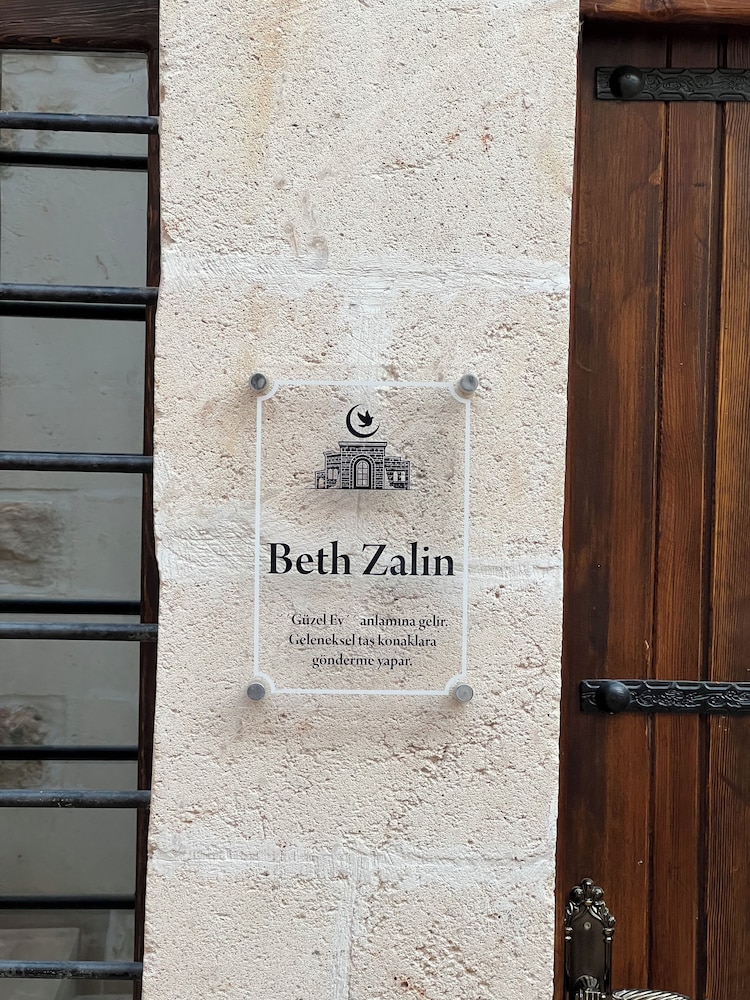 Beth Zalin
'Güzel Ev anlamına gelir.
Geleneksel taş konaklara
gönderme yapar.